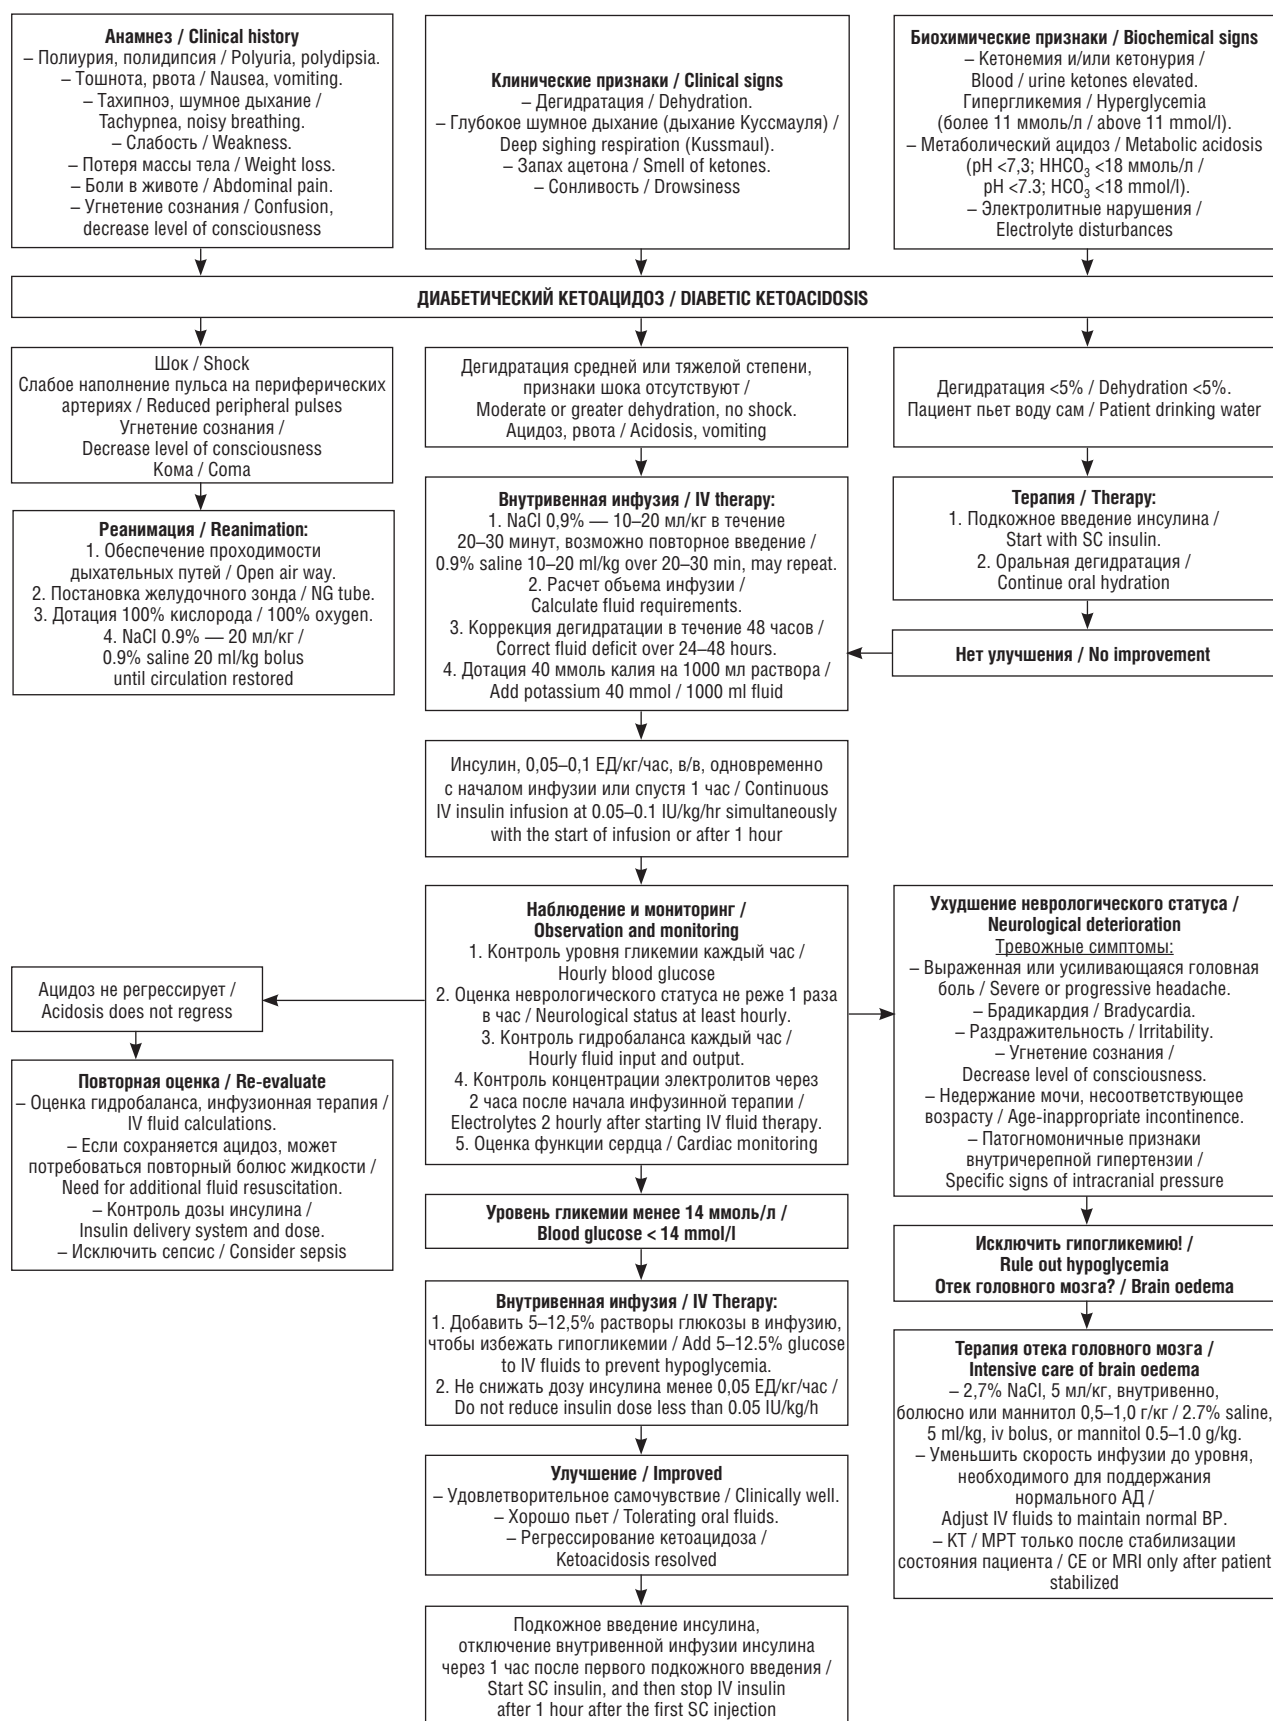 Анамнез / Clinical history
– Полиурия, полидипсия / Polyuria, polydipsia.
– Тошнота, рвота / Nausea, vomiting.
– Тахипноэ, шумное дыхание /
Tachypnea, noisy breathing.
– Слабость / Weakness.
– Потеря массы тела / Weight loss.
– Боли в животе / Abdominal pain.
– Угнетение сознания / Confusion,
decrease level of consciousness
Клинические признаки / Clinical signs
– Дегидратация / Dehydration.
– Глубокое шумное дыхание (дыхание Куссмауля) /
Deep sighing respiration (Kussmaul).
– Запах ацетона / Smell of ketones.
– Сонливость / Drowsiness
Биохимические признаки / Biochemical signs
– Кетонемия и/или кетонурия /
Blood / urine ketones elevated.
Гипергликемия / Hyperglycemia
(более 11 ммоль/л / above 11 mmol/l).
– Метаболический ацидоз / Metabolic acidosis
(pH <7,3; HHCO₃ <18 ммоль/л /
pH <7.3; HCO₃ <18 mmol/l).
– Электролитные нарушения /
Electrolyte disturbances
ДИАБЕТИЧЕСКИЙ КЕТОАЦИДОЗ / DIABETIC KETOACIDOSIS
Шок / Shock
Слабое наполнение пульса на периферических
артериях / Reduced peripheral pulses
Угнетение сознания /
Decrease level of consciousness
Кома / Coma
Дегидратация средней или тяжелой степени,
признаки шока отсутствуют /
Moderate or greater dehydration, no shock.
Ацидоз, рвота / Acidosis, vomiting
Дегидратация <5% / Dehydration <5%.
Пациент пьет воду сам / Patient drinking water
Реанимация / Reanimation:
1. Обеспечение проходимости
дыхательных путей / Open air way.
2. Постановка желудочного зонда / NG tube.
3. Дотация 100% кислорода / 100% oxygen.
4. NaCl 0.9% — 20 мл/кг /
0.9% saline 20 ml/kg bolus
until circulation restored
Внутривенная инфузия / IV therapy:
1. NaCl 0,9% — 10–20 мл/кг в течение
20–30 минут, возможно повторное введение /
0.9% saline 10–20 ml/kg over 20–30 min, may repeat.
2. Расчет объема инфузии /
Calculate fluid requirements.
3. Коррекция дегидратации в течение 48 часов /
Correct fluid deficit over 24–48 hours.
4. Дотация 40 ммоль калия на 1000 мл раствора /
Add potassium 40 mmol / 1000 ml fluid
Терапия / Therapy:
1. Подкожное введение инсулина /
Start with SC insulin.
2. Оральная дегидратация /
Continue oral hydration
Нет улучшения / No improvement
Инсулин, 0,05–0,1 ЕД/кг/час, в/в, одновременно
с началом инфузии или спустя 1 час / Continuous
IV insulin infusion at 0.05–0.1 IU/kg/hr simultaneously
with the start of infusion or after 1 hour
Наблюдение и мониторинг /
Observation and monitoring
1. Контроль уровня гликемии каждый час /
Hourly blood glucose
2. Оценка неврологического статуса не реже 1 раза
в час / Neurological status at least hourly.
3. Контроль гидробаланса каждый час /
Hourly fluid input and output.
4. Контроль концентрации электролитов через
2 часа после начала инфузинной терапии /
Electrolytes 2 hourly after starting IV fluid therapy.
5. Оценка функции сердца / Cardiac monitoring
Ацидоз не регрессирует /
Acidosis does not regress
Повторная оценка / Re-evaluate
– Оценка гидробаланса, инфузионная терапия /
IV fluid calculations.
– Если сохраняется ацидоз, может
потребоваться повторный болюс жидкости /
Need for additional fluid resuscitation.
– Контроль дозы инсулина /
Insulin delivery system and dose.
– Исключить сепсис / Consider sepsis
Ухудшение неврологического статуса /
Neurological deterioration
Тревожные симптомы:
– Выраженная или усиливающаяся головная
боль / Severe or progressive headache.
– Брадикардия / Bradycardia.
– Раздражительность / Irritability.
– Угнетение сознания /
Decrease level of consciousness.
– Недержание мочи, несоответствующее
возрасту / Age-inappropriate incontinence.
– Патогномоничные признаки
внутричерепной гипертензии /
Specific signs of intracranial pressure
Уровень гликемии менее 14 ммоль/л /
Blood glucose < 14 mmol/l
Исключить гипогликемию! /
Rule out hypoglycemia
Отек головного мозга? / Brain oedema
Внутривенная инфузия / IV Therapy:
1. Добавить 5–12,5% растворы глюкозы в инфузию,
чтобы избежать гипогликемии / Add 5–12.5% glucose
to IV fluids to prevent hypoglycemia.
2. Не снижать дозу инсулина менее 0,05 ЕД/кг/час /
Do not reduce insulin dose less than 0.05 IU/kg/h
Терапия отека головного мозга /
Intensive care of brain oedema
– 2,7% NaCl, 5 мл/кг, внутривенно,
болюсно или маннитол 0,5–1,0 г/кг / 2.7% saline,
5 ml/kg, iv bolus, or mannitol 0.5–1.0 g/kg.
– Уменьшить скорость инфузии до уровня,
необходимого для поддержания
нормального АД /
Adjust IV fluids to maintain normal BP.
– КТ / МРТ только после стабилизации
состояния пациента / CE or MRI only after patient
stabilized
Улучшение / Improved
– Удовлетворительное самочувствие / Clinically well.
– Хорошо пьет / Tolerating oral fluids.
– Регрессирование кетоацидоза /
Ketoacidosis resolved
Подкожное введение инсулина,
отключение внутривенной инфузии инсулина
через 1 час после первого подкожного введения /
Start SC insulin, and then stop IV insulin
after 1 hour after the first SC injection